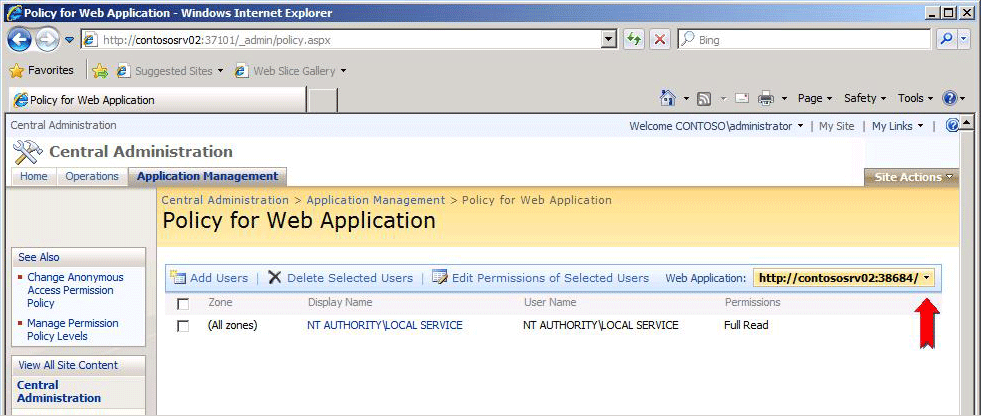 Policy for Web Application - Windows Internet Explorer
http://contososrv02:37101/_admin/policy.aspx
Bing
Favorites Suggested Sites Web Slice Gallery
Policy for Web Application
Page Safety Tools
Central Administration
Welcome CONTOSO\administrator | My Site | My Links |
Central Administration
Home Operations Application Management
Site Actions
Central Administration > Application Management > Policy for Web Application
Policy for Web Application
See Also
Change Anonymous
Access Permission
Policy
Manage Permission
Policy Levels
View All Site Content
Central
Administration
Add Users | Delete Selected Users | Edit Permissions of Selected Users Web Application: http://contososrv02:38684/
Zone Display Name User Name Permissions
(All zones) NT AUTHORITY\LOCAL SERVICE NT AUTHORITY\LOCAL SERVICE Full Read